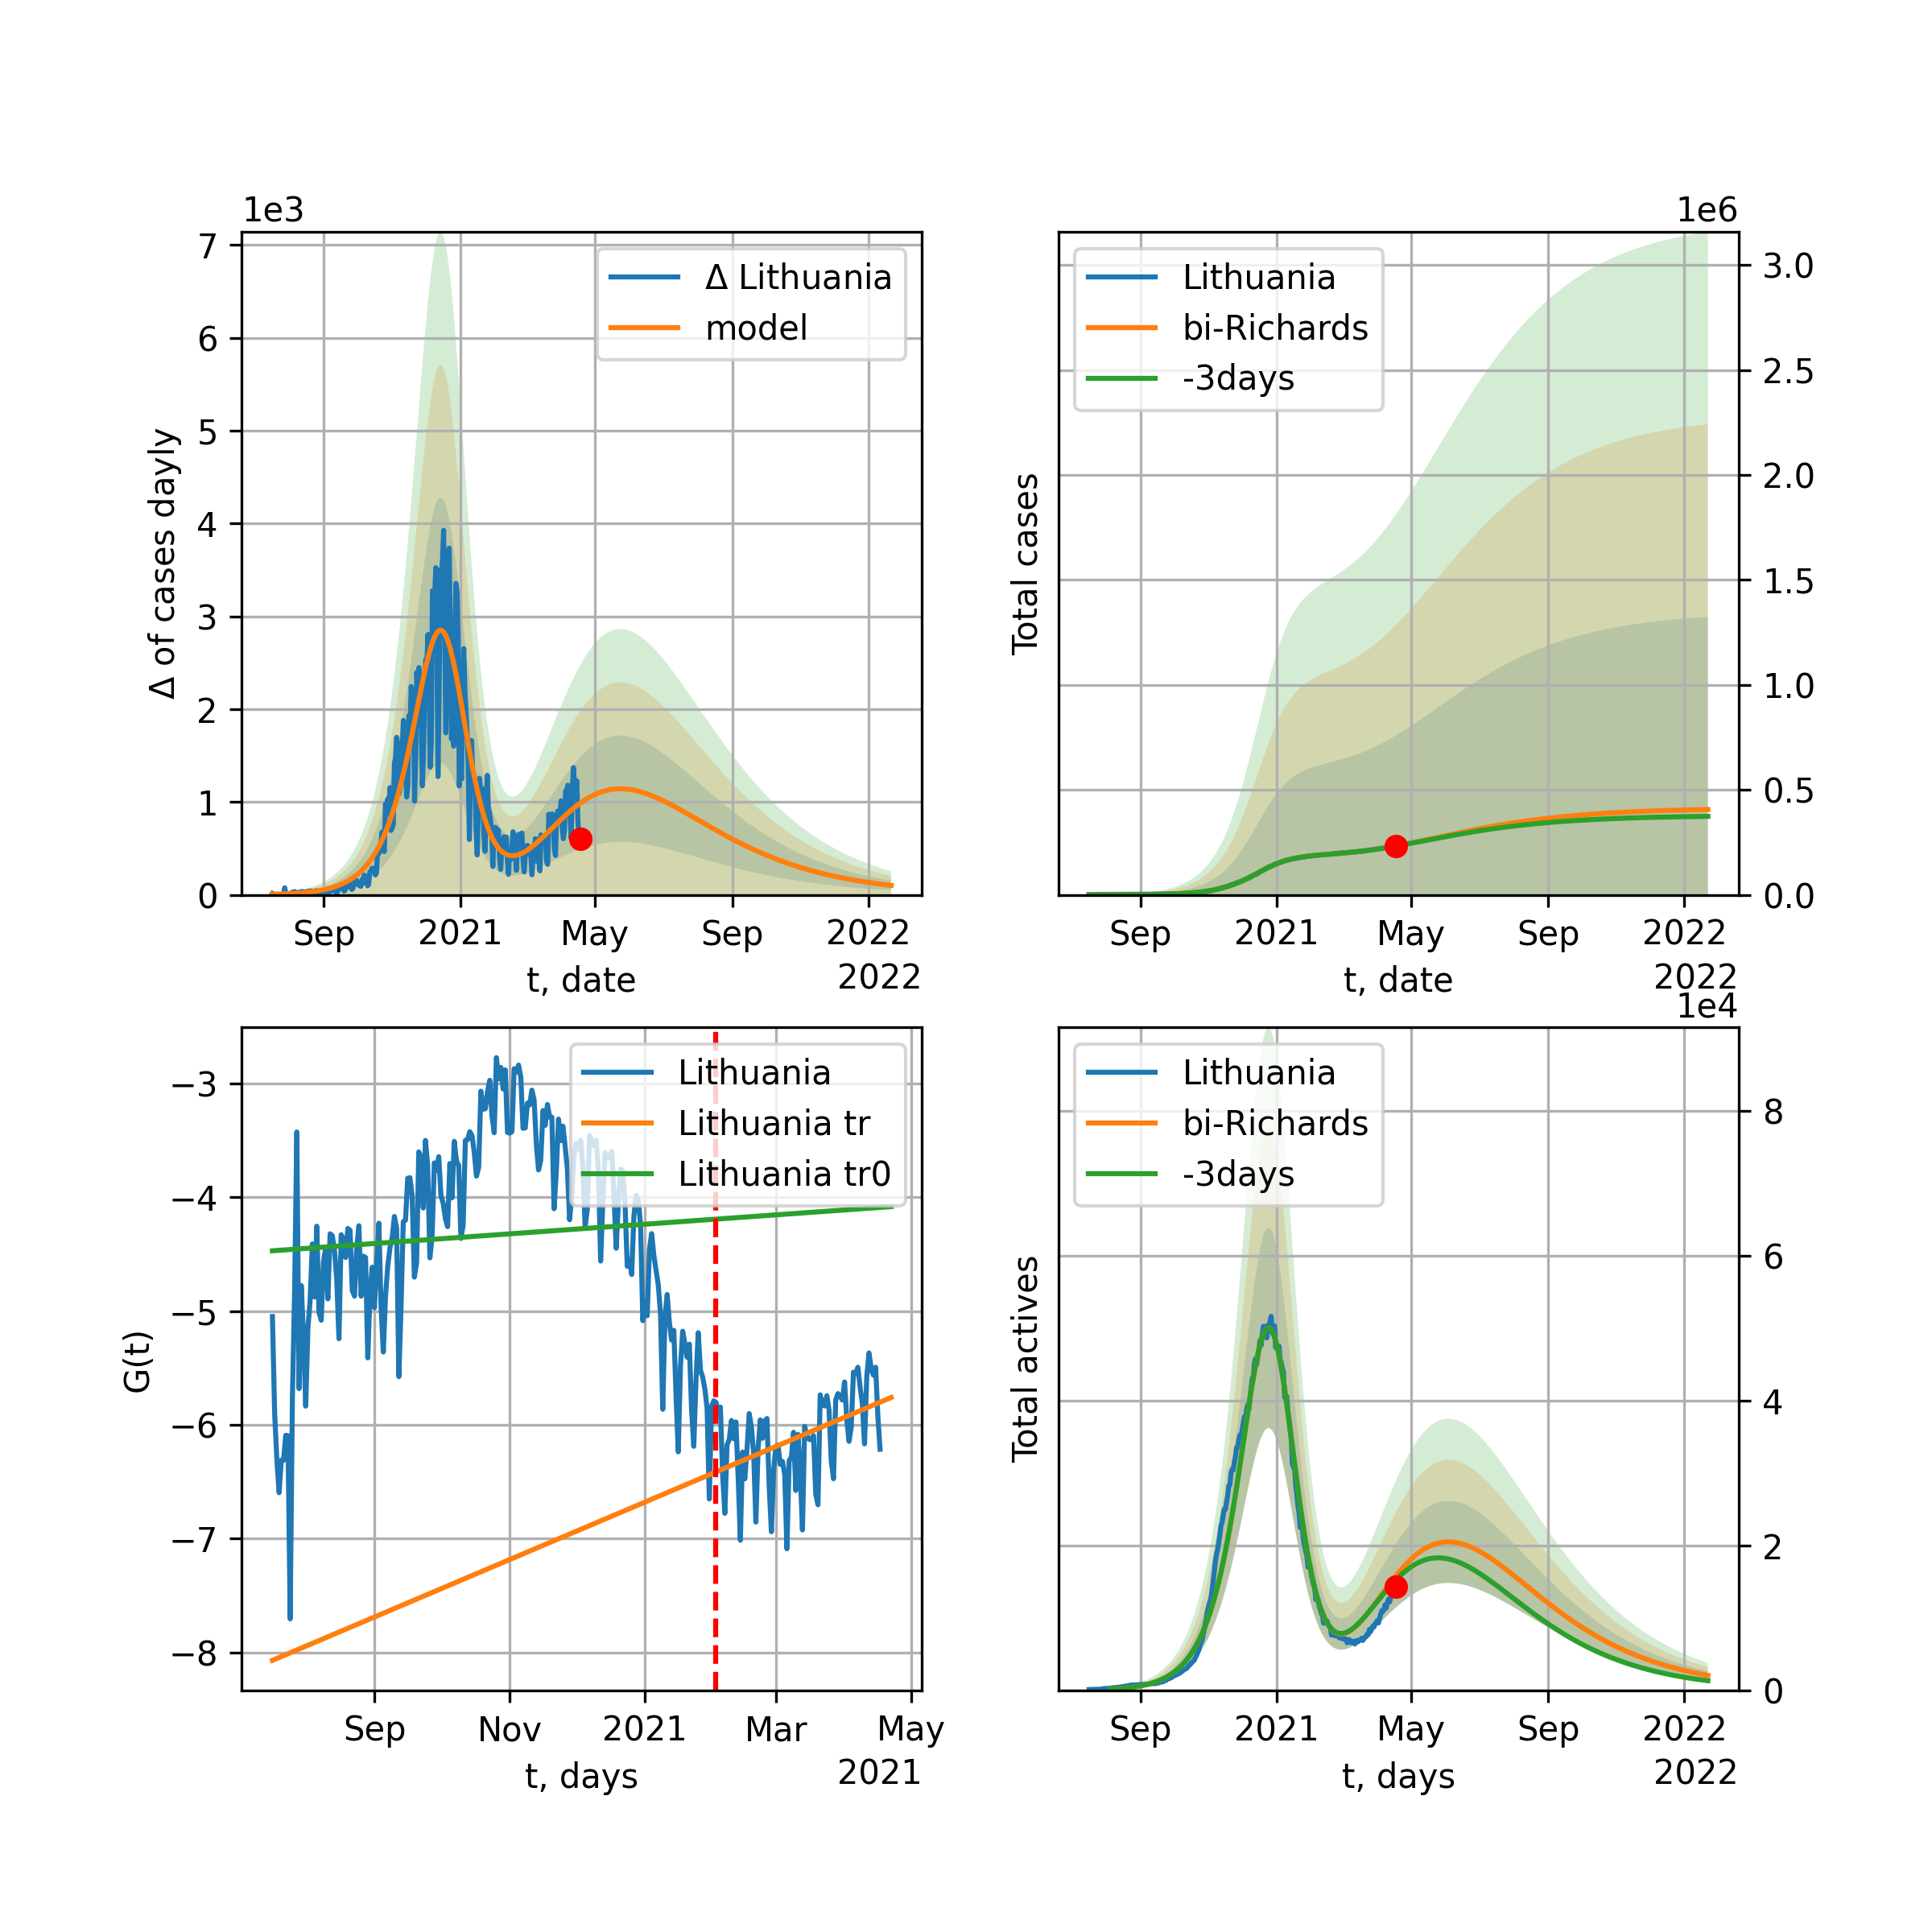 1e3
7
6
5
4
3
2
1
0
Δ of cases dayly
Δ Lithuania
model
Sep 2021 May Sep 2022
t, date
2022
1e6
Total cases
Lithuania
bi-Richards
-3days
3.0
2.5
2.0
1.5
1.0
0.5
0.0
Sep 2021 May Sep 2022
t, date
2022
G(t)
−3
−4
−5
−6
−7
−8
Lithuania
Lithuania tr
Lithuania tr0
Sep Nov 2021 Mar May
t, days
2021
1e4
Total actives
Lithuania
bi-Richards
-3days
8
6
4
2
0
Sep 2021 May Sep 2022
t, days
2022